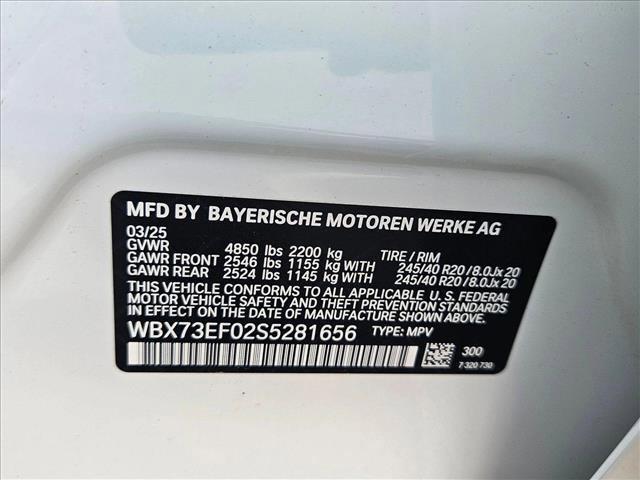 MFD BY BAYERISCHE MOTOREN WERKE AG
03/25
GVWR 4850 lbs 2200 kg TIRE / RIM
GAWR FRONT 2546 lbs 1155 kg WITH 245/40 R20 / 8.0Jx 20
GAWR REAR 2524 lbs 1145 kg WITH 245/40 R20 / 8.0Jx 20
THIS VEHICLE CONFORMS TO ALL APPLICABLE U. S. FEDERAL
MOTOR VEHICLE SAFETY, BUMPER, AND THEFT PREVENTION STANDARDS
IN EFFECT ON THE DATE OF MANUFACTURE SHOWN ABOVE.
WBX73EF02S5281656 TYPE: MPV
300
7 320 730